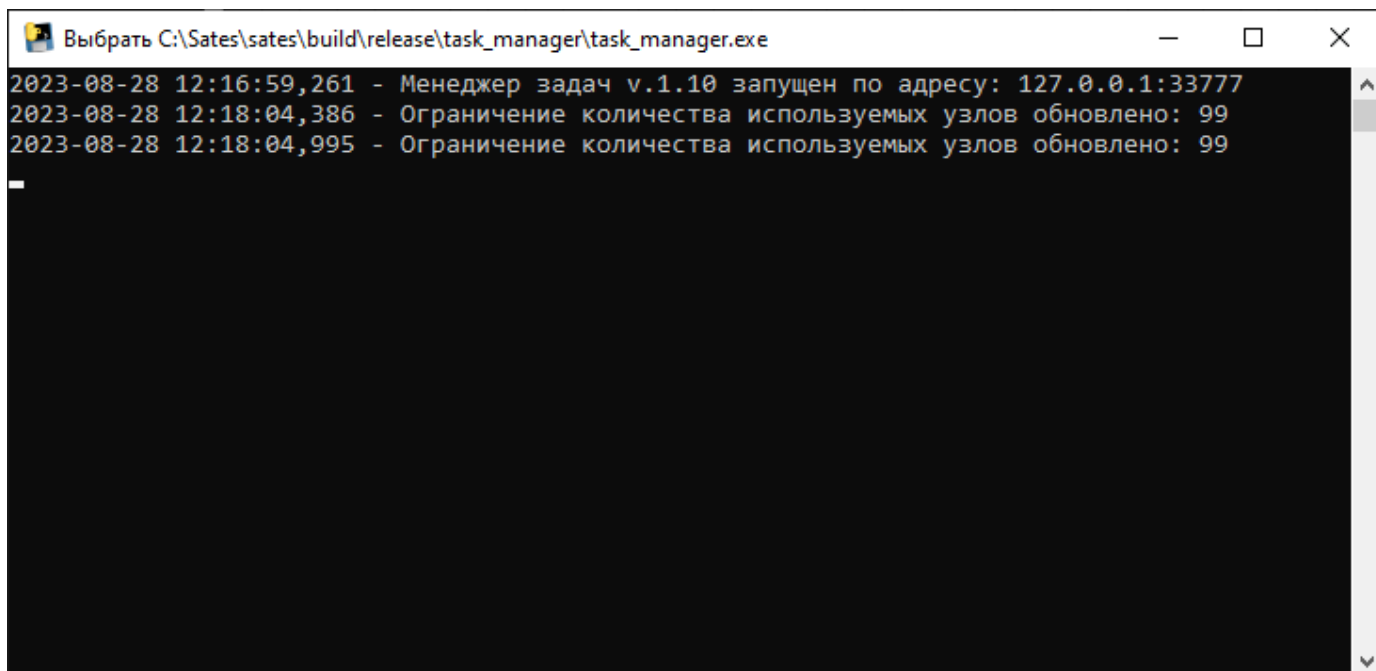 Выбрать C:\Sates\sates\build\release\task_manager\task_manager.exe
2023-08-28 12:16:59,261 - Менеджер задач v.1.10 запущен по адресу: 127.0.0.1:33777
2023-08-28 12:18:04,386 - Ограничение количества используемых узлов обновлено: 99
2023-08-28 12:18:04,995 - Ограничение количества используемых узлов обновлено: 99